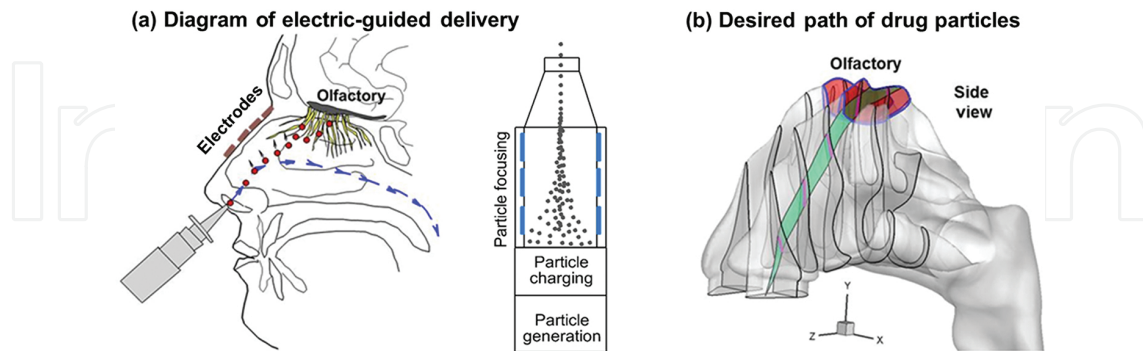 (a) Diagram of electric-guided delivery
Electrodes
Olfactory
Particle focusing
Particle
charging
Particle
generation
(b) Desired path of drug particles
Olfactory
Side
view
Y
Z
X
In
n